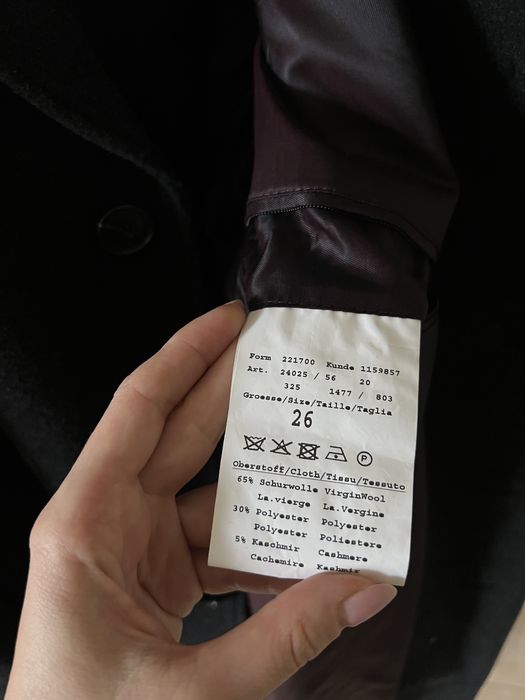 Form 221700 Kunde 1159857
Art. 24025 / 56 20
325 1477 / 803
Groesse/Size/Taille/Taglia
26
P
Oberstoff/Cloth/Tissu/Tessuto
65% Schurwolle VirginWool
La.vierge La.Vergine
30% Polyester Polyester
Polyester Poliestere
5% Kaschmir Cashmere
Cachemire Kashmir